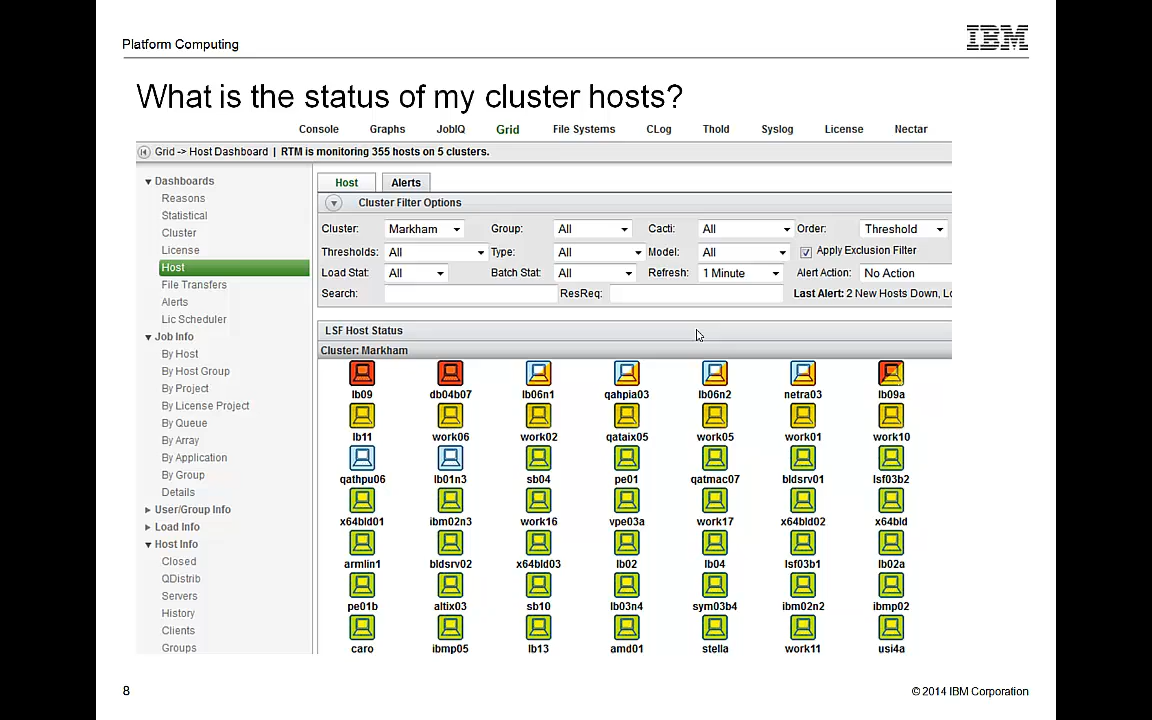 Platform Computing
IBM
What is the status of my cluster hosts?
Console Graphs JobIQ Grid File Systems CLog Thold Syslog License Nectar
Grid -> Host Dashboard | RTM is monitoring 355 hosts on 5 clusters.
Dashboards
Reasons
Statistical
Cluster
License
Host
File Transfers
Alerts
Lic Scheduler
Job Info
By Host
By Host Group
By Project
By License Project
By Queue
By Array
By Application
By Group
Details
User/Group Info
Load Info
Host Info
Closed
QDistrib
Servers
History
Clients
Groups
Host Alerts
Cluster Filter Options
Cluster: Markham Group: All Cacti: All Order: Threshold
Thresholds: All Type: All Model: All Apply Exclusion Filter
Load Stat: All Batch Stat: All Refresh: 1 Minute Alert Action: No Action
Search: ResReq: Last Alert: 2 New Hosts Down, Lo
LSF Host Status
Cluster: Markham
lb09 db04b07 lb06n1 qahpia03 lb06n2 netra03 lb09a
lb11 work06 work02 qataix05 work05 work01 work10
qathpu06 lb01n3 sb04 pe01 qatmac07 bldsrv01 lsf03b2
x64bld01 ibm02n3 work16 vpe03a work17 x64bld02 x64bld
armlin1 bldsrv02 x64bld03 lb02 lb04 lsf03b1 lb02a
pe01b altix03 sb10 lb03n4 sym03b4 ibm02n2 ibmp02
caro ibmp05 lb13 amd01 stella work11 usi4a
8
© 2014 IBM Corporation